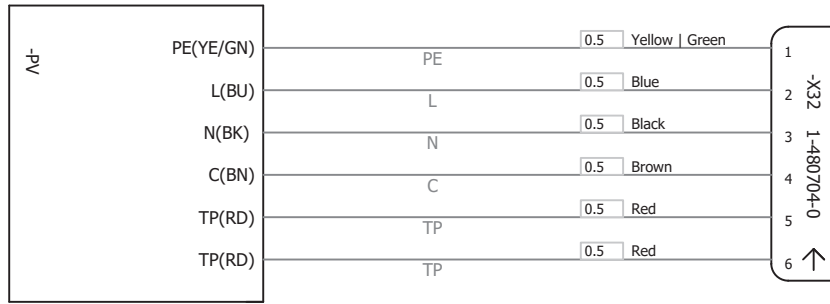 -PV
PE(YE/GN) PE 0.5 Yellow | Green 1
L(BU) L 0.5 Blue 2
N(BK) N 0.5 Black 3
C(BN) C 0.5 Brown 4
TP(RD) TP 0.5 Red 5
TP(RD) TP 0.5 Red 6
-X32 1-480704-0